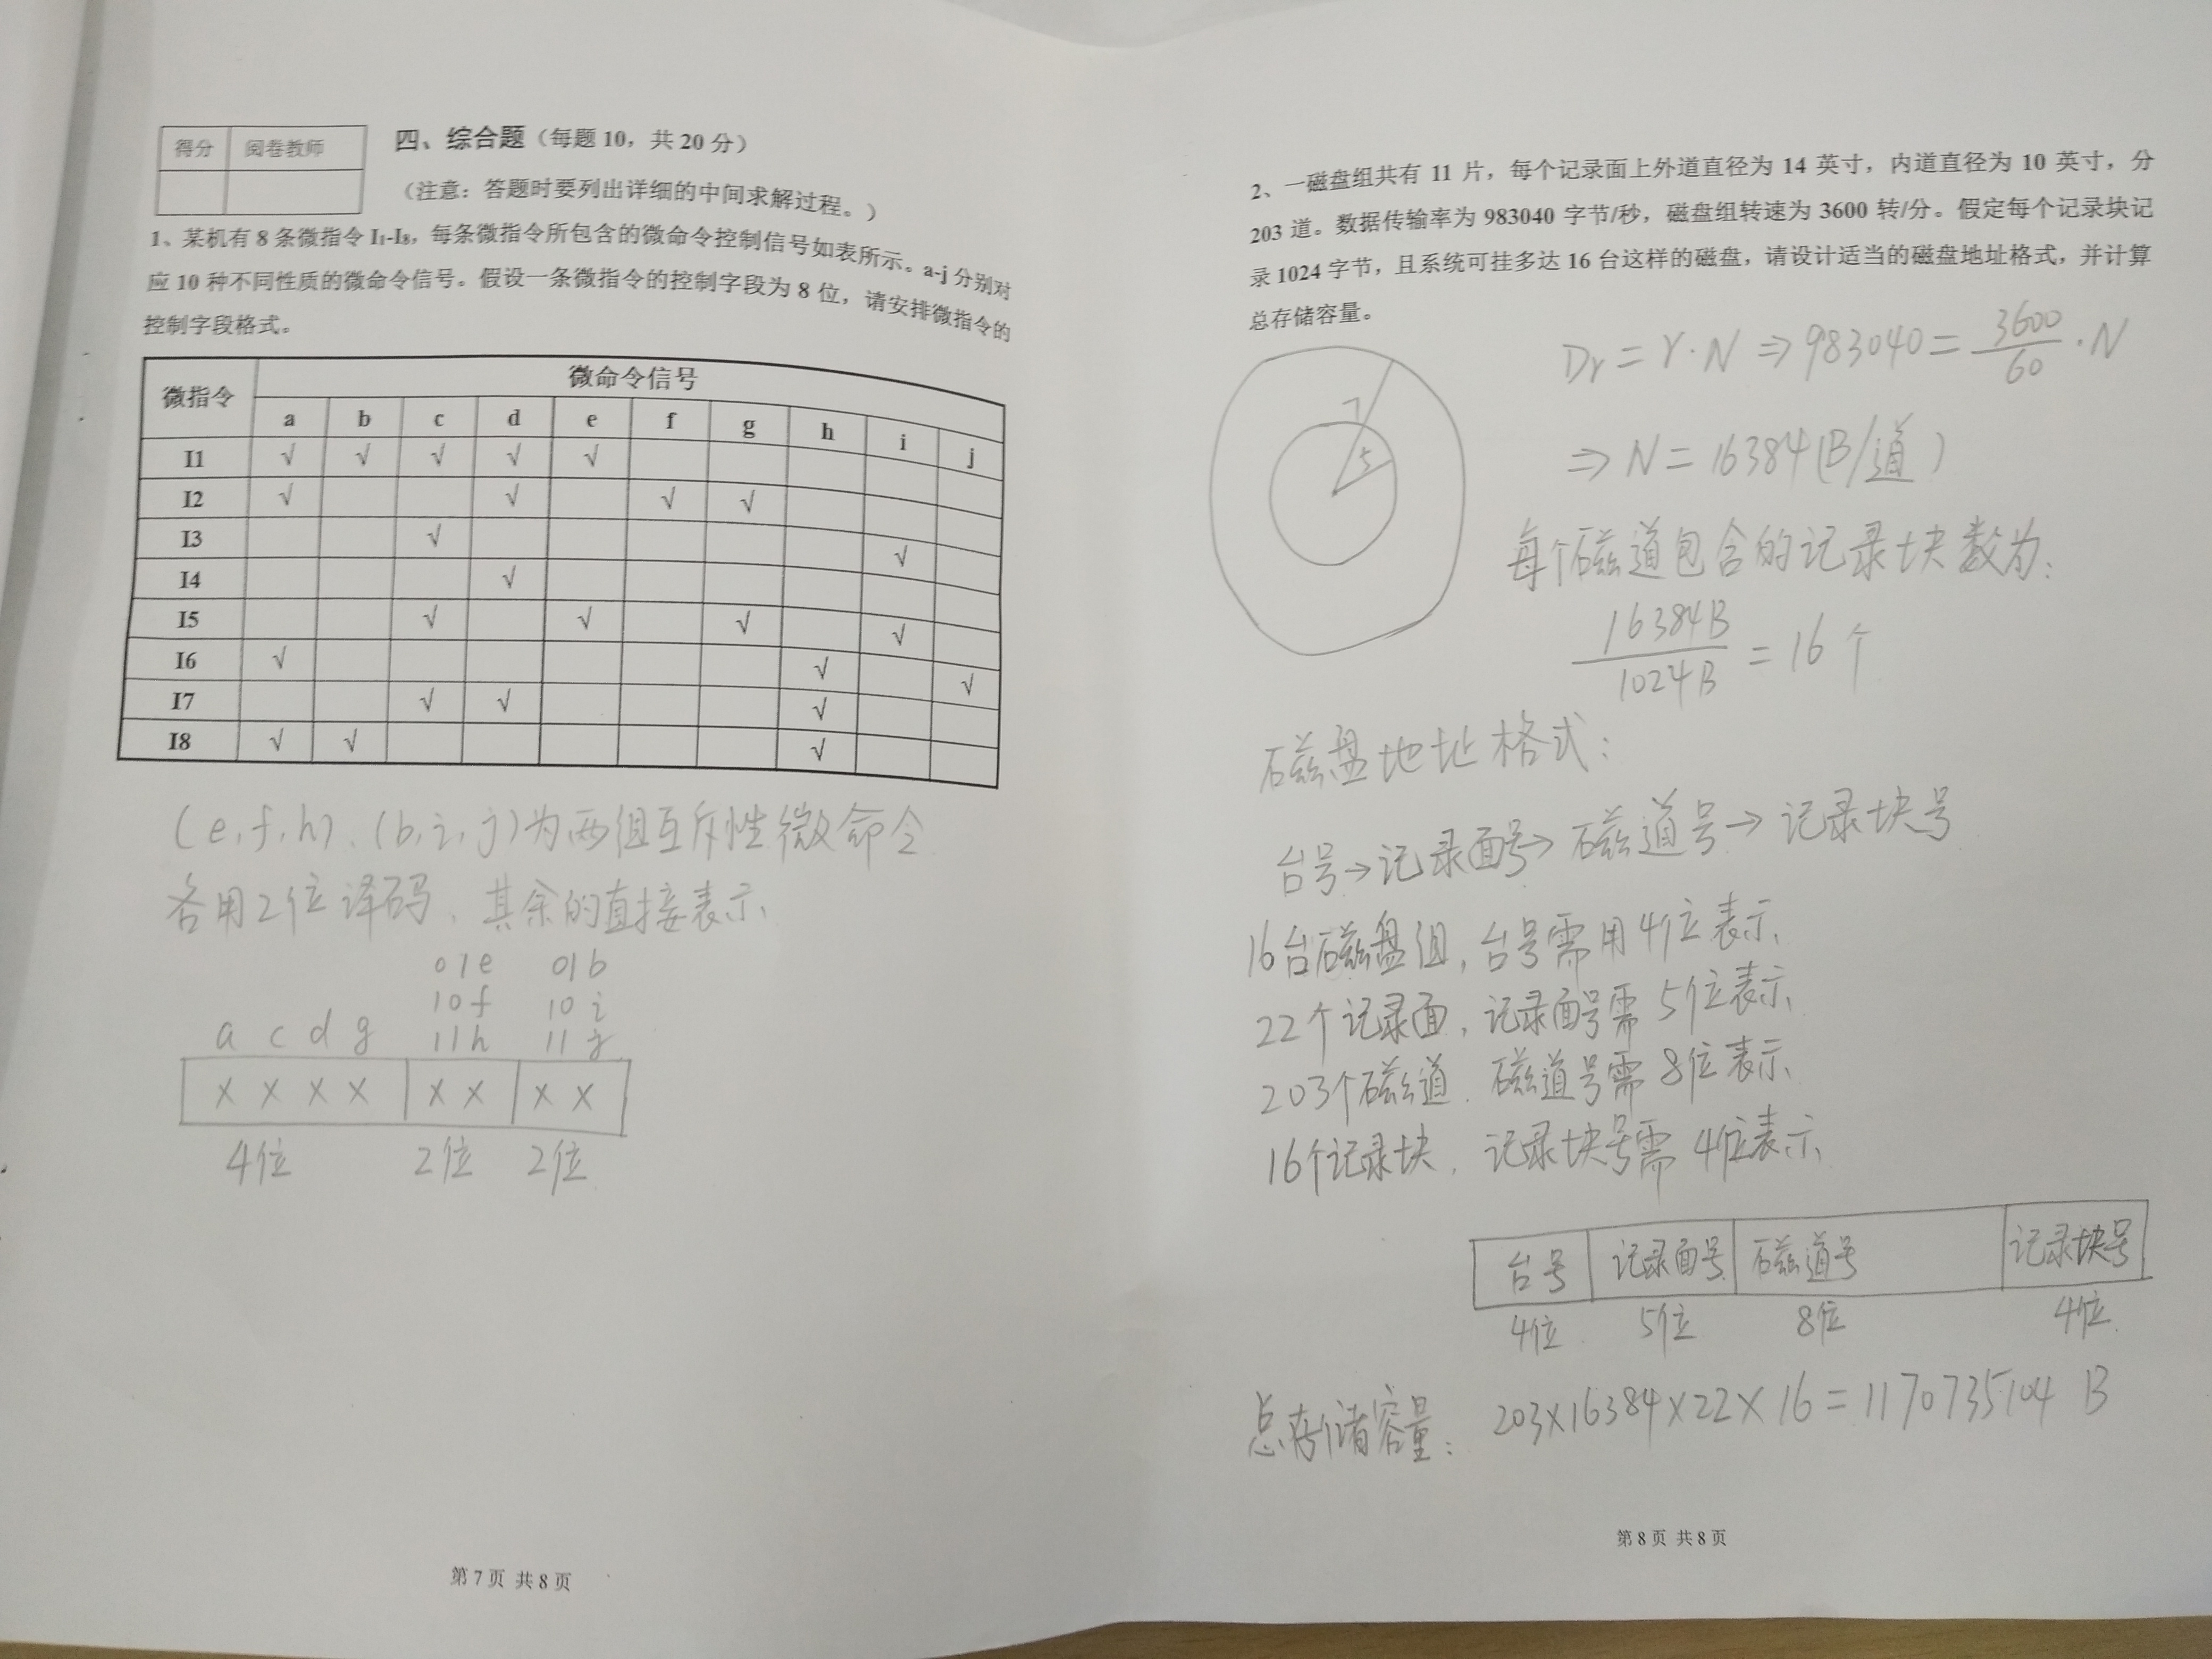 得分 阅卷教师
四、综合题（每题 10，共 20 分）
（注意：答题时要列出详细的中间求解过程。）
1、某机有 8 条微指令 I₁-I₈，每条微指令所包含的微命令控制信号如表所示。a-j 分别对
应 10 种不同性质的微命令信号。假设一条微指令的控制字段为 8 位，请安排微指令的
控制字段格式。
微指令 微命令信号
a b c d e f g h i j
I1 √ √ √ √ √
I2 √ √ √ √
I3 √ √
I4 √
I5 √ √ √ √
I6 √ √ √
I7 √ √ √
I8 √ √ √
(e,f,h)、(b,i,j)为两组互斥性微命令
各用2位译码，其余的直接表示、
01e 01b
10f 10 i
a c d g 11h 11 j
× × × × × × × ×
4位 2位 2位
第 7 页 共 8 页
2、一磁盘组共有 11 片，每个记录面上外道直径为 14 英寸，内道直径为 10 英寸，分
203 道。数据传输率为 983040 字节/秒，磁盘组转速为 3600 转/分。假定每个记录块记
录 1024 字节，且系统可挂多达 16 台这样的磁盘，请设计适当的磁盘地址格式，并计算
总存储容量。
Dr = r·N ⇒ 983040 = 3600/60 · N
7
5
⇒ N = 16384(B/道)
每个磁道包含的记录块数为：
16384B/1024B = 16 个
磁盘地址格式：
台号→记录面号→磁道号→记录块号
16台磁盘组，台号需用4位表示、
22个记录面，记录面号需 5位表示、
203个磁道．磁道号需 8位表示、
16个记录块，记录块号需 4位表示、
台号 记录面号 磁道号 记录块号
4位 5位 8位 4位
总存储容量： 203×16384×22×16 = 1170735104 B
第 8 页 共 8 页